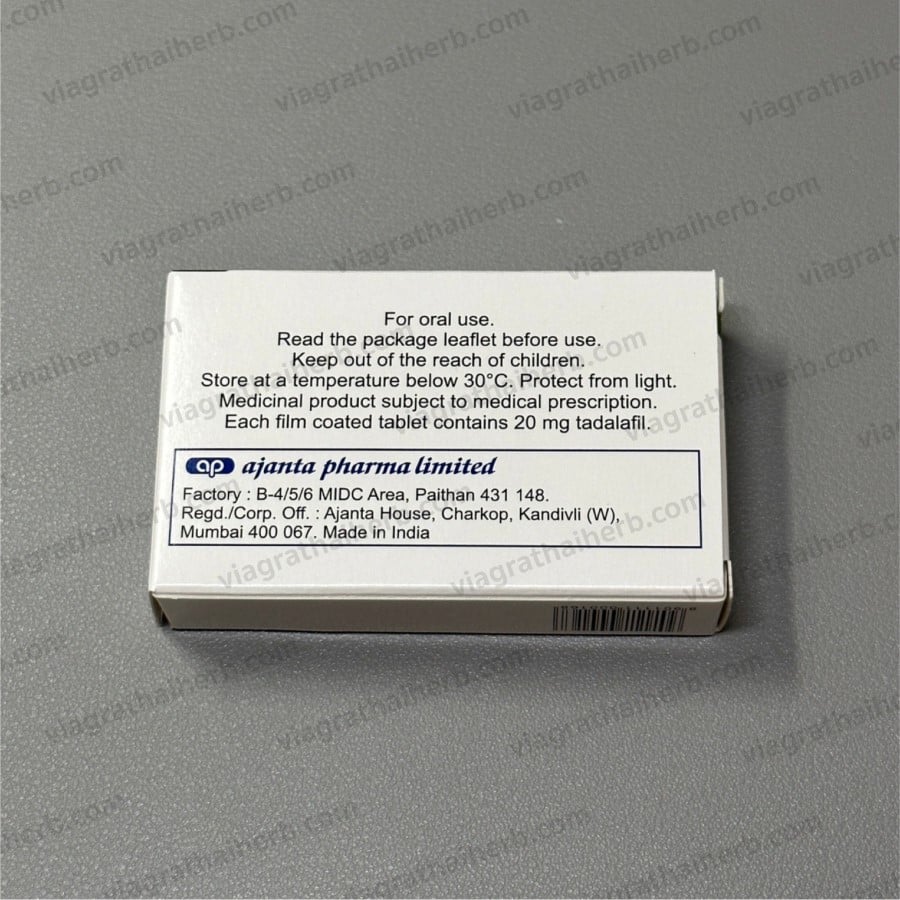 For oral use.
Read the package leaflet before use.
Keep out of the reach of children.
Store at a temperature below 30°C. Protect from light.
Medicinal product subject to medical prescription.
Each film coated tablet contains 20 mg tadalafil.
ap ajanta pharma limited
Factory : B-4/5/6 MIDC Area, Paithan 431 148.
Regd./Corp. Off. : Ajanta House, Charkop, Kandivli (W),
Mumbai 400 067. Made in India
viagrathaiherb.com